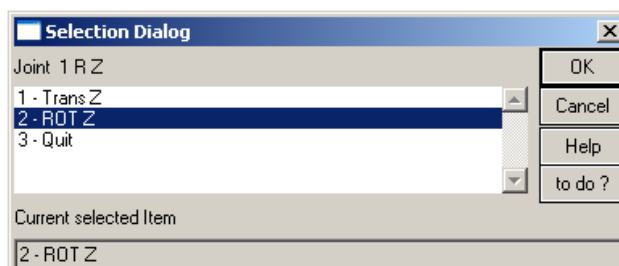 Selection Dialog
Joint 1 R Z
OK
1 - Trans Z
Cancel
2 - ROT Z
3 - Quit
Help
to do ?
Current selected Item
2 - ROT Z